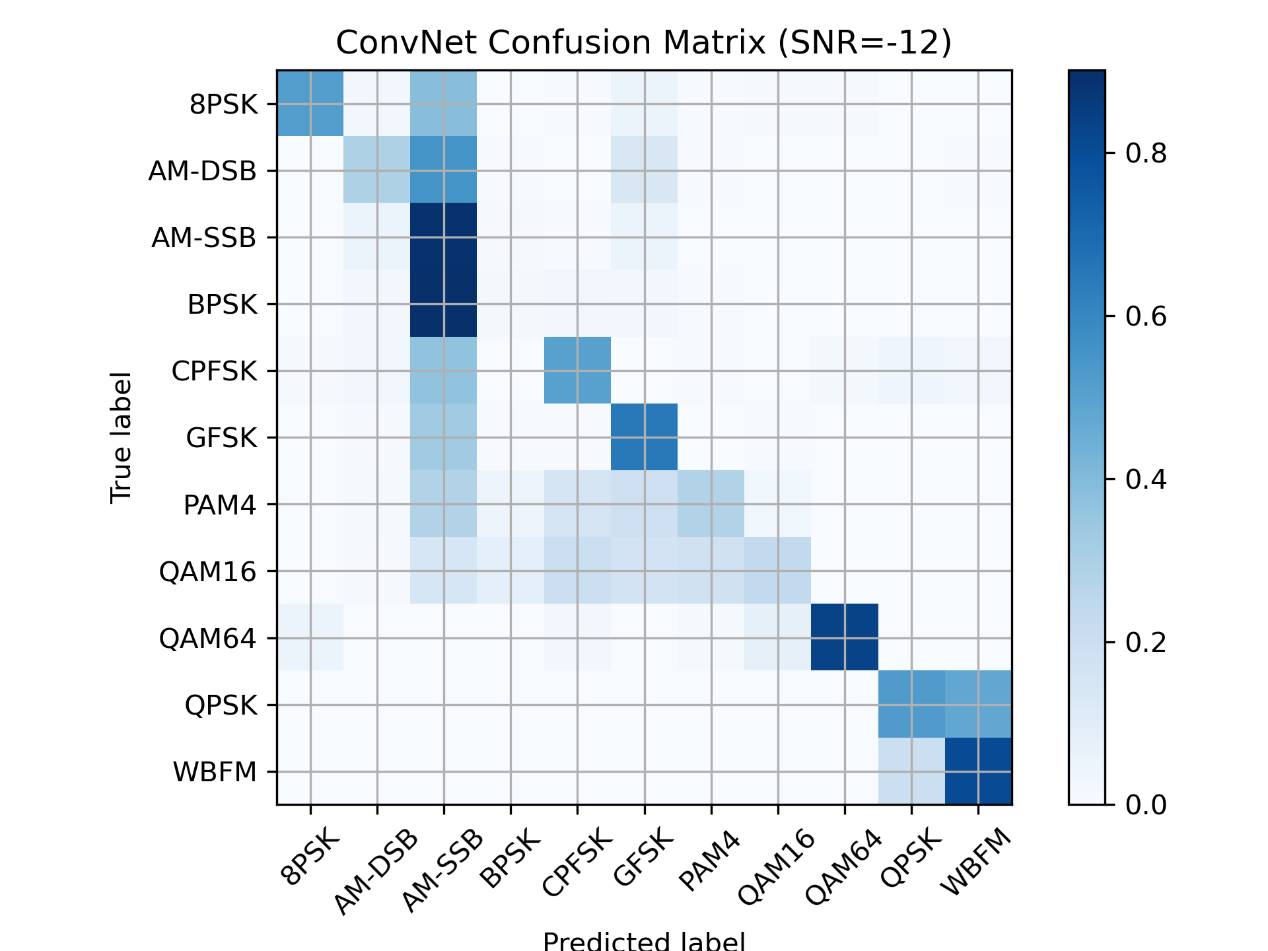 ConvNet Confusion Matrix (SNR=-12)
8PSK
AM-DSB
AM-SSB
BPSK
CPFSK
GFSK
PAM4
QAM16
QAM64
QPSK
WBFM
True label
8PSK
AM-DSB
AM-SSB
BPSK
CPFSK
GFSK
PAM4
QAM16
QAM64
QPSK
WBFM
Predicted label
0.8
0.6
0.4
0.2
0.0